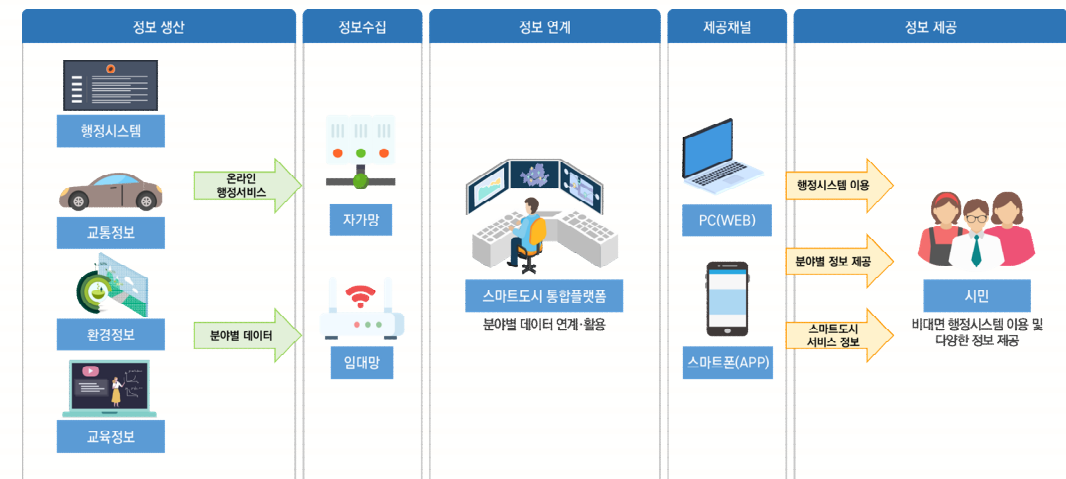 정보 생산
정보수집
정보 연계
제공채널
정보 제공
행정시스템
교통정보
환경정보
교육정보
온라인
행정서비스
분야별 데이터
자가망
임대망
스마트도시 통합플랫폼
분야별 데이터 연계·활용
PC(WEB)
스마트폰(APP)
행정시스템 이용
분야별 정보 제공
스마트도시
서비스 정보
시민
비대면 행정시스템 이용 및
다양한 정보 제공